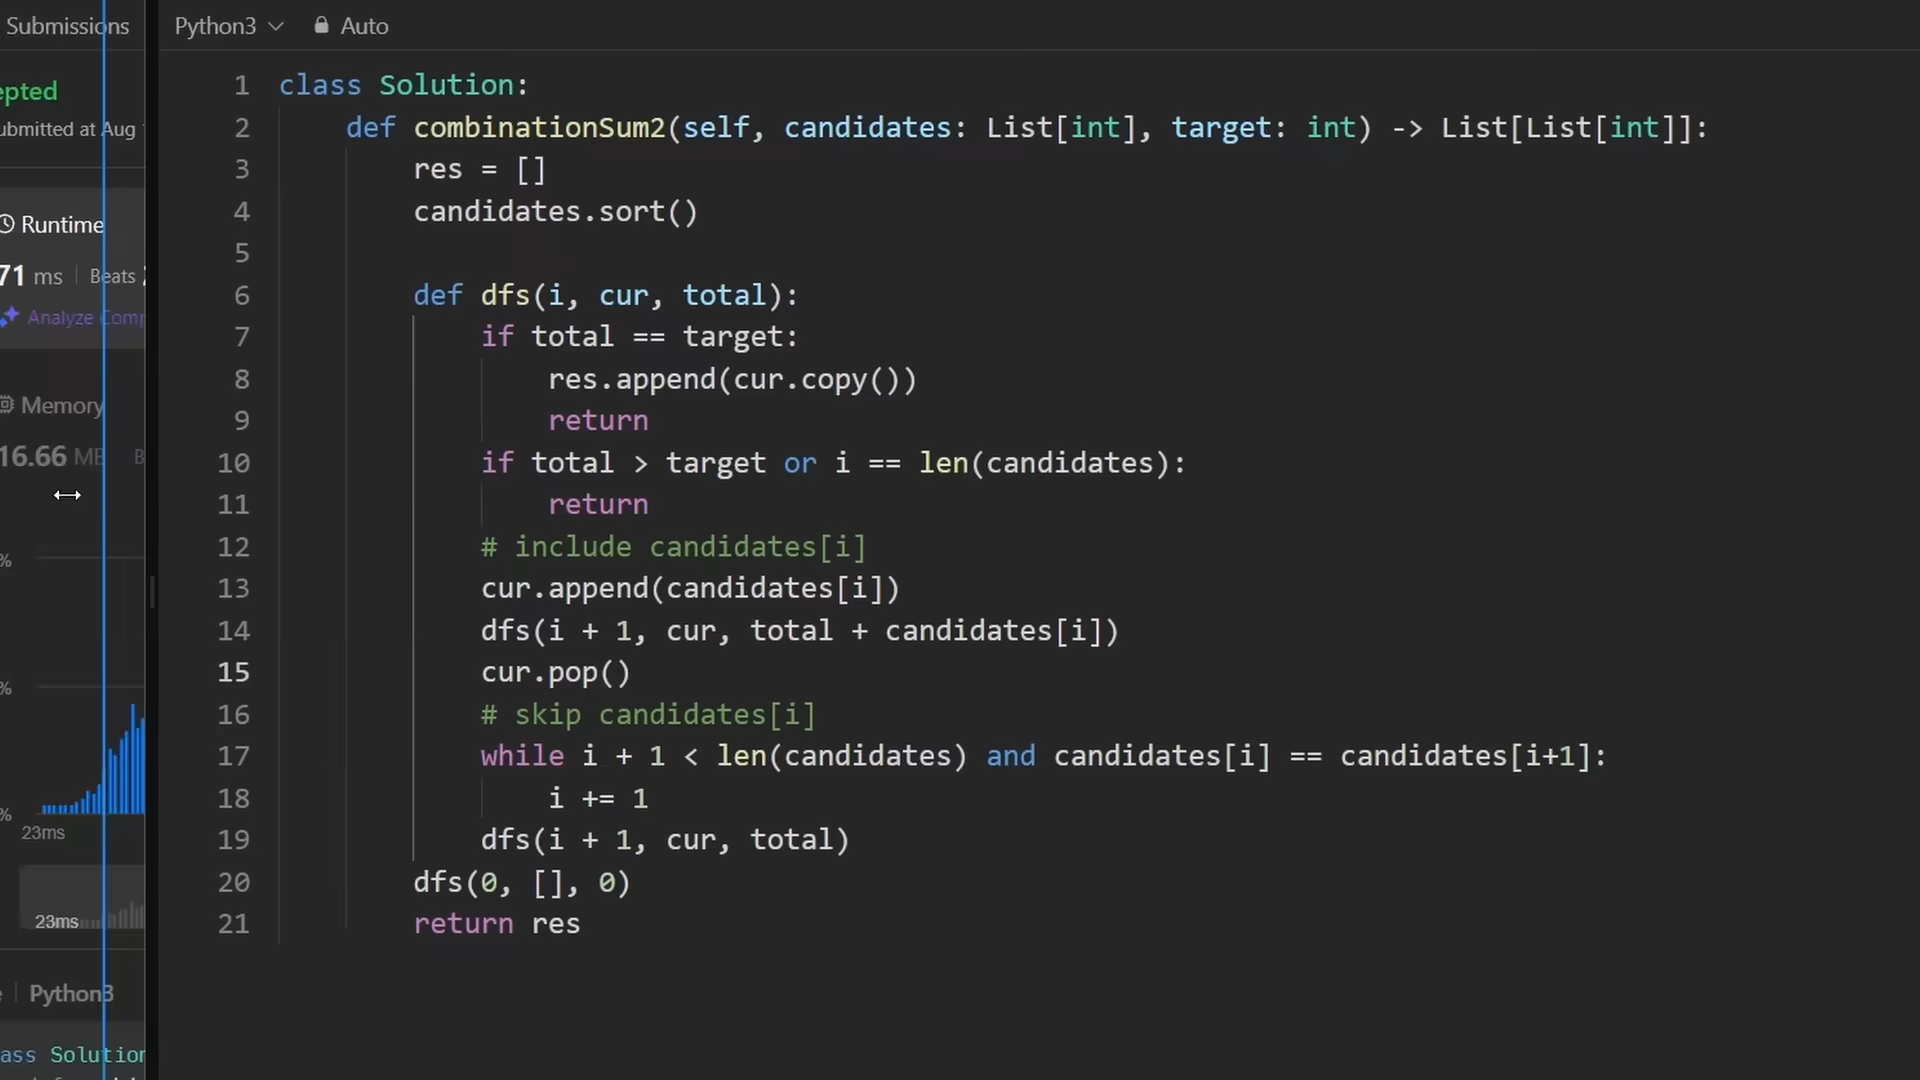 Submissions
Python3
Auto
epted
ubmitted at Aug
Runtime
71 ms
Beats
Analyze Comp
Memory
16.66 MB
B
%
%
%
23ms
23ms
Python3
ass Solution
1 class Solution:
2 def combinationSum2(self, candidates: List[int], target: int) -> List[List[int]]:
3 res = []
4 candidates.sort()
5
6 def dfs(i, cur, total):
7 if total == target:
8 res.append(cur.copy())
9 return
10 if total > target or i == len(candidates):
11 return
12 # include candidates[i]
13 cur.append(candidates[i])
14 dfs(i + 1, cur, total + candidates[i])
15 cur.pop()
16 # skip candidates[i]
17 while i + 1 < len(candidates) and candidates[i] == candidates[i+1]:
18 i += 1
19 dfs(i + 1, cur, total)
20 dfs(0, [], 0)
21 return res